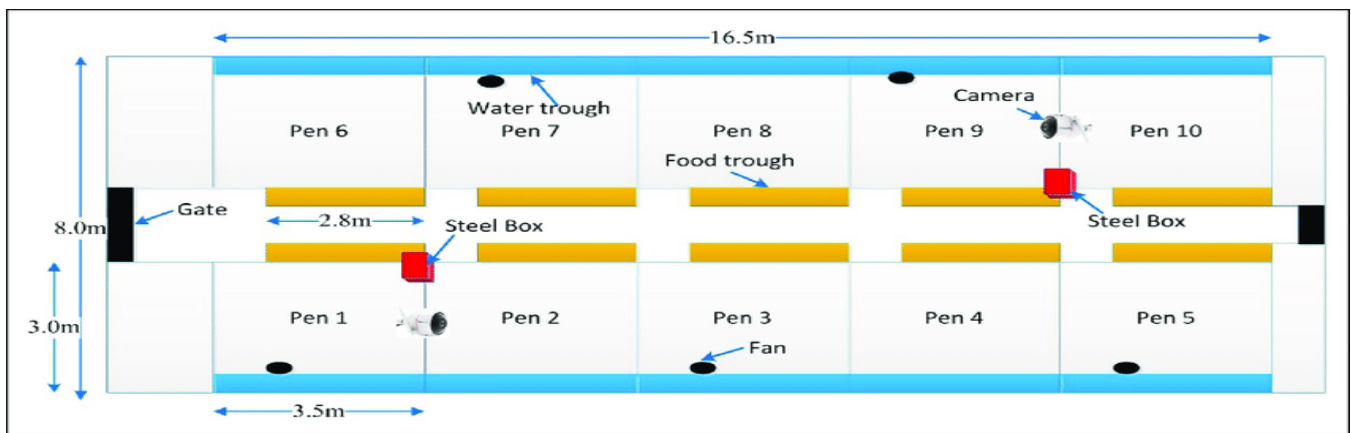 16.5m
Water trough
Camera
Pen 6
Pen 7
Pen 8
Pen 9
Pen 10
Food trough
Gate
2.8m
Steel Box
Steel Box
8.0m
3.0m
Pen 1
Pen 2
Pen 3
Pen 4
Pen 5
Fan
3.5m